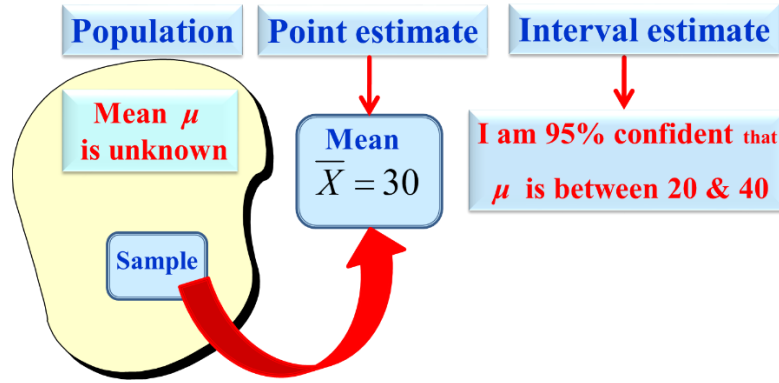 Population
Point estimate
Interval estimate
Mean μ
is unknown
Mean
X̅ = 30
I am 95% confident that
μ is between 20 & 40
Sample